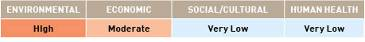 ENVIRONMENTAL ECONOMIC SOCIAL/CULTURAL HUMAN HEALTH
HIgh Moderate Very Low Very Low